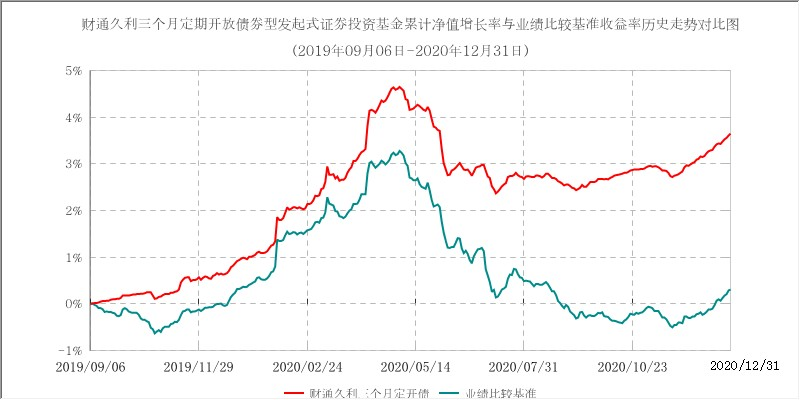 财通久利三个月定期开放债券型发起式证券投资基金累计净值增长率与业绩比较基准收益率历史走势对比图
(2019年09月06日-2020年12月31日)
5%
4%
3%
2%
1%
0%
-1%
2019/09/06 2019/11/29 2020/02/24 2020/05/14 2020/07/31 2020/10/23 2020/12/31
财通久利三个月定开债 业绩比较基准